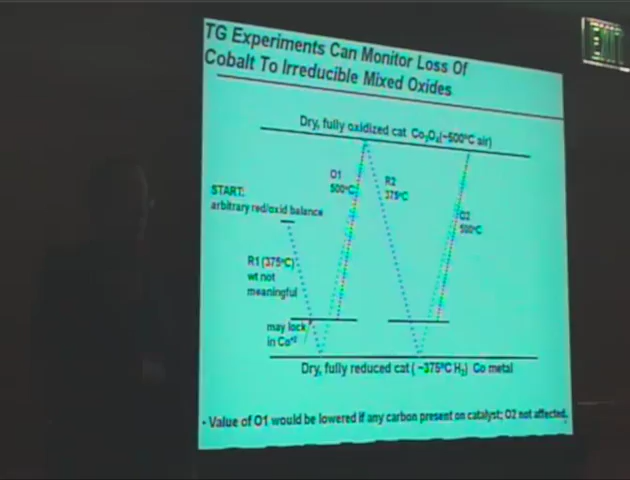 TG Experiments Can Monitor Loss Of
Cobalt To Irreducible Mixed Oxides
Dry, fully oxidized cat Co3O4(~500°C air)
O1
500°C
R2
375°C
START:
arbitrary red/oxid balance
O2
500°C
R1 (375°C)
wt not
meaningful
may lock
in Co+2
Dry, fully reduced cat ( ~375°C H2) Co metal
- Value of O1 would be lowered if any carbon present on catalyst; O2 not affected.
EXIT